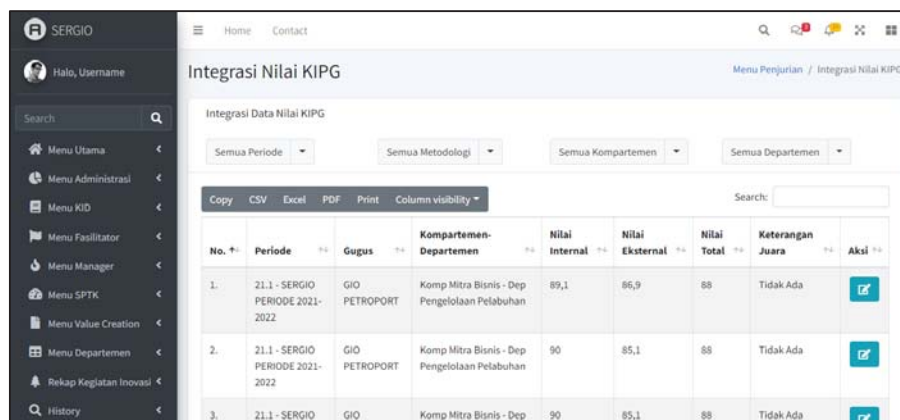 SERGIO
Home Contact
3
Halo, Username
Integrasi Nilai KIPG
Menu Penjurian / Integrasi Nilai KIPG
Search
Integrasi Data Nilai KIPG
Semua Periode Semua Metodologi Semua Kompartemen Semua Departemen
Menu Utama
Menu Administrasi
Menu KID
Menu Fasilitator
Menu Manager
Menu SPTK
Menu Value Creation
Menu Departemen
Rekap Kegiatan Inovasi
History
Copy CSV Excel PDF Print Column visibility
Search:
No. Periode Gugus Kompartemen-Departemen Nilai Internal Nilai Eksternal Nilai Total Keterangan Juara Aksi
1. 21.1 - SERGIO GIO Komp Mitra Bisnis - Dep 89,1 86,9 88 Tidak Ada
PERIODE 2021- PETROPORT Pengelolaan Pelabuhan
2022
2. 21.1 - SERGIO GIO Komp Mitra Bisnis - Dep 90 85,1 88 Tidak Ada
PERIODE 2021- PETROPORT Pengelolaan Pelabuhan
2022
3. 21.1 - SERGIO GIO Komp Mitra Bisnis - Dep 90 85,1 88 Tidak Ada